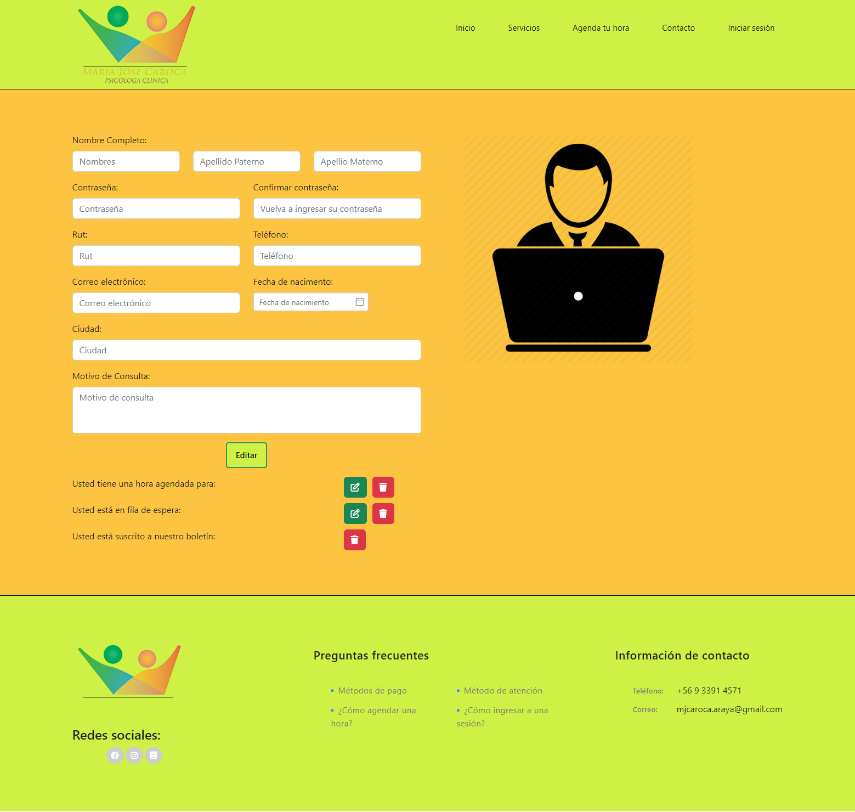 MARIA JOSE CAROCA
PSICÓLOGA CLÍNICA
Inicio Servicios Agenda tu hora Contacto Iniciar sesión
Nombre Completo:
Nombres Apellido Paterno Apellio Materno
Contraseña: Confirmar contraseña:
Contraseña Vuelva a ingresar su contraseña
Rut: Teléfono:
Rut Teléfono
Correo electrónico: Fecha de nacimento:
Correo electrónico Fecha de nacimiento
Ciudad:
Ciudad
Motivo de Consulta:
Motivo de consulta
Editar
Usted tiene una hora agendada para:
Usted está en fila de espera:
Usted está suscrito a nuestro boletín:
Redes sociales:
Preguntas frecuentes
Métodos de pago
¿Cómo agendar una
hora?
Método de atención
¿Cómo ingresar a una
sesión?
Información de contacto
Teléfono: +56 9 3391 4571
Correo: mjcaroca.araya@gmail.com